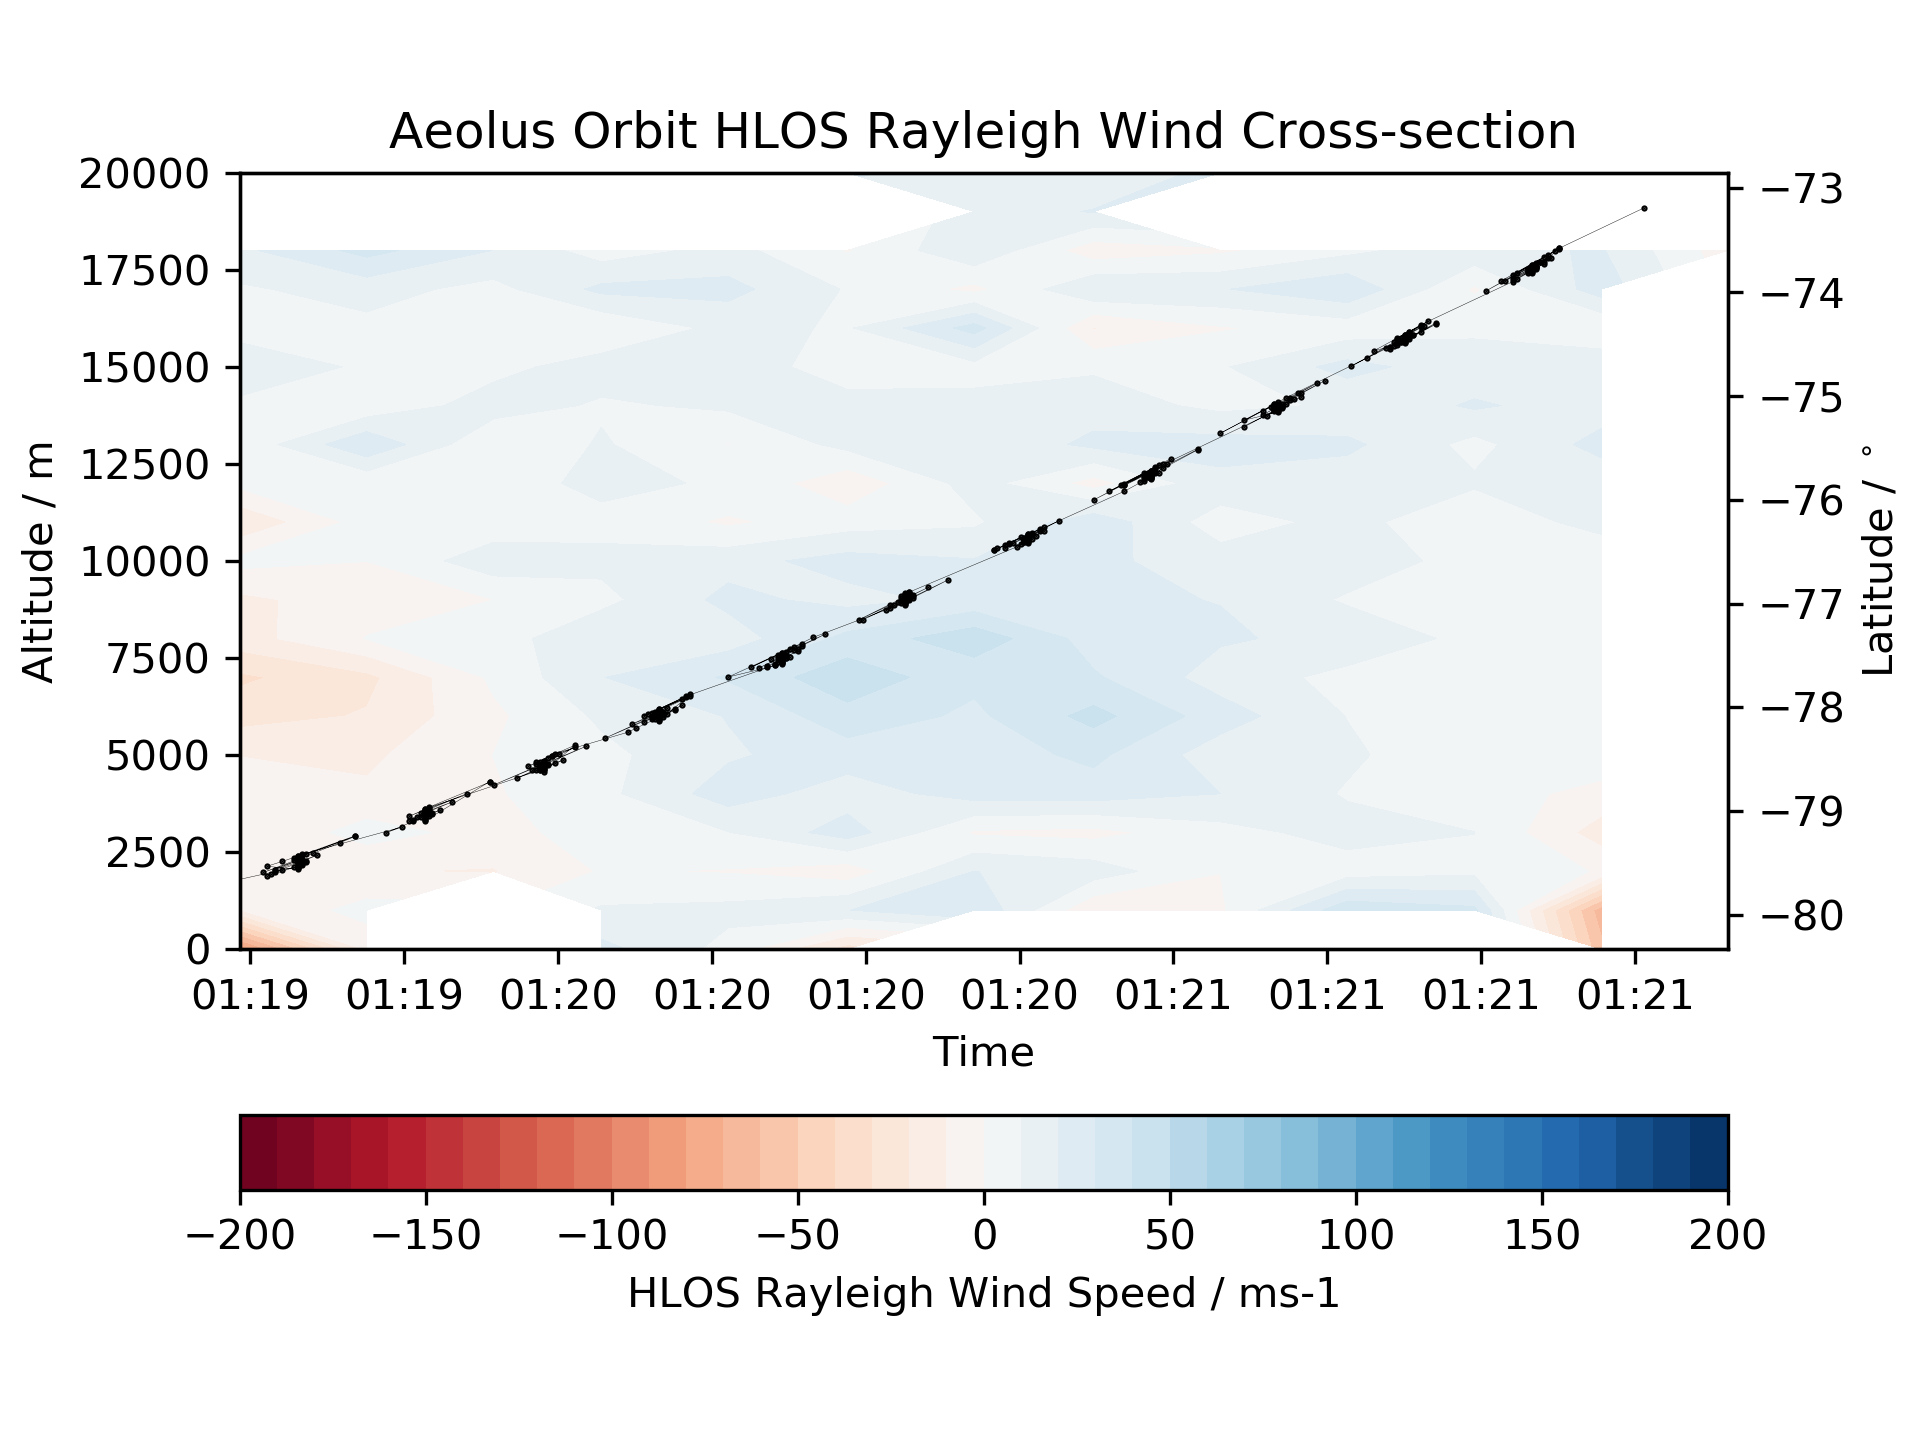 Aeolus Orbit HLOS Rayleigh Wind Cross-section
20000
17500
15000
12500
10000
7500
5000
2500
0
Altitude / m
−73
−74
−75
−76
−77
−78
−79
−80
Latitude / °
01:19 01:19 01:20 01:20 01:20 01:20 01:21 01:21 01:21 01:21
Time
−200 −150 −100 −50 0 50 100 150 200
HLOS Rayleigh Wind Speed / ms-1